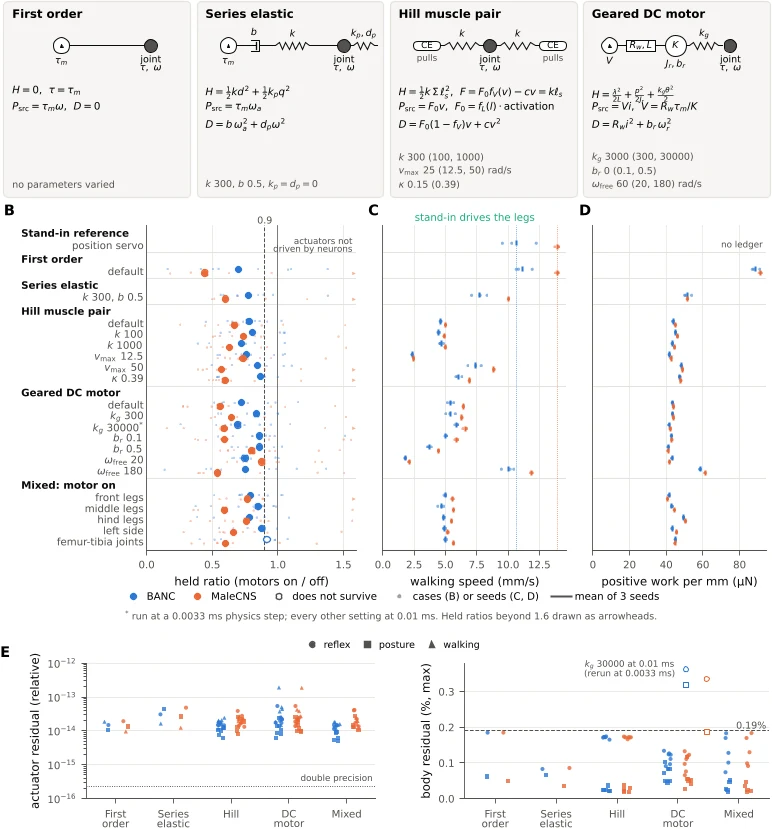 First order
τm
joint
τ, ω
H = 0, τ = τm
Psrc = τmω, D = 0
no parameters varied
Series elastic
b
k
kp, dp
τm
joint
τ, ω
H = ½kd² + ½kpq²
Psrc = τmωa
D = b ωa² + dpω²
k 300, b 0.5, kp = dp = 0
Hill muscle pair
k
k
CE
CE
pulls
joint
τ, ω
pulls
H = ½k Σ ℓs², F = F0fV(v) − cv = kℓs
Psrc = F0v, F0 = fL(l) · activation
D = F0(1 − fV)v + cv²
k 300 (100, 1000)
vmax 25 (12.5, 50) rad/s
κ 0.15 (0.39)
Geared DC motor
Rw, L
K
kg
V
Jr, br
joint
τ, ω
H = λ²/2L + p²/2J + kgθ²/2
Psrc = Vi, V = Rwτm/K
D = Rwi² + br ωr²
kg 3000 (300, 30000)
br 0 (0.1, 0.5)
ωfree 60 (20, 180) rad/s
B
0.9
Stand-in reference
position servo
actuators not
driven by neurons
First order
default
Series elastic
k 300, b 0.5
Hill muscle pair
default
k 100
k 1000
vmax 12.5
vmax 50
κ 0.39
Geared DC motor
default
kg 300
kg 30000*
br 0.1
br 0.5
ωfree 20
ωfree 180
Mixed: motor on
front legs
middle legs
hind legs
left side
femur-tibia joints
0.0 0.5 1.0 1.5
held ratio (motors on / off)
C
stand-in drives the legs
2.5 5.0 7.5 10.0 12.5
walking speed (mm/s)
D
no ledger
0 20 40 60 80
positive work per mm (μN)
BANC MaleCNS does not survive cases (B) or seeds (C, D) mean of 3 seeds
* run at a 0.0033 ms physics step; every other setting at 0.01 ms. Held ratios beyond 1.6 drawn as arrowheads.
E
reflex posture walking
actuator residual (relative)
10⁻¹²
10⁻¹³
10⁻¹⁴
10⁻¹⁵
10⁻¹⁶
double precision
First
order
Series
elastic
Hill
DC
motor
Mixed
body residual (%, max)
0.3
0.2
0.1
0.0
kg 30000 at 0.01 ms
(rerun at 0.0033 ms)
0.19%
First
order
Series
elastic
Hill
DC
motor
Mixed